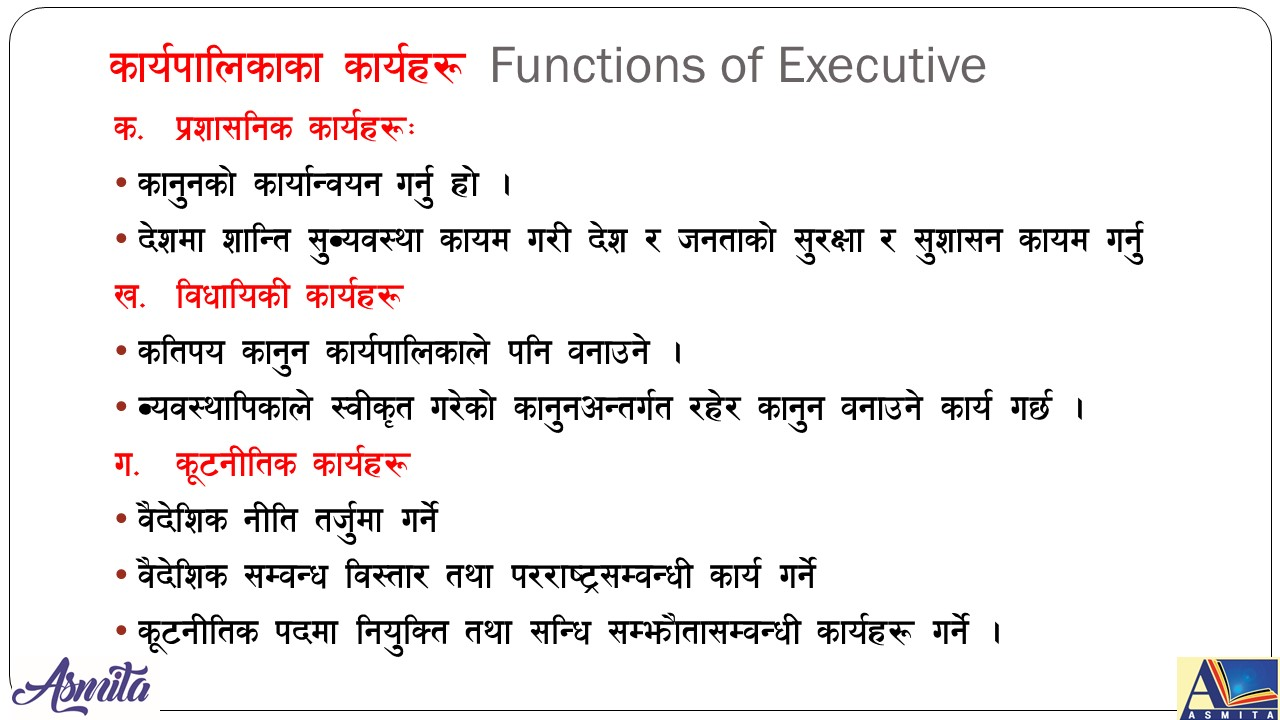 कार्यपालिकाका कार्यहरू Functions of Executive
क. प्रशासनिक कार्यहरूः
• कानुनको कार्यान्वयन गर्नु हो ।
• देशमा शान्ति सुव्यवस्था कायम गरी देश र जनताको सुरक्षा र सुशासन कायम गर्नु
ख. विधायिकी कार्यहरू
• कतिपय कानुन कार्यपालिकाले पनि वनाउने ।
• व्यवस्थापिकाले स्वीकृत गरेको कानुनअन्तर्गत रहेर कानुन वनाउने कार्य गर्छ ।
ग. कूटनीतिक कार्यहरू
• वैदेशिक नीति तर्जुमा गर्ने
• वैदेशिक सम्वन्ध विस्तार तथा परराष्ट्रसम्वन्धी कार्य गर्ने
• कूटनीतिक पदमा नियुक्ति तथा सन्धि सम्झौतासम्वन्धी कार्यहरू गर्ने ।
Asmita
ASMITA